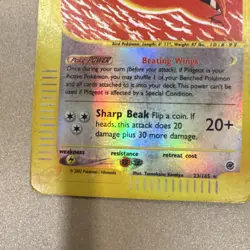 Bird Pokémon. Length: 4' 11", Weight: 87 lbs.
Poké-POWER Beating Wings
Once during your turn (before your attack), if Pidgeot is your
Active Pokémon, you may shuffle 1 of your Benched Pokémon
and all cards attached to it into your deck. This power can't be
used if Pidgeot is affected by a Special Condition.
Sharp Beak Flip a coin. If
heads, this attack does 20
damage plus 30 more damage.
20+
weakness resistance retreat cost
Illus. Tomokazu Komiya 23/165 ★